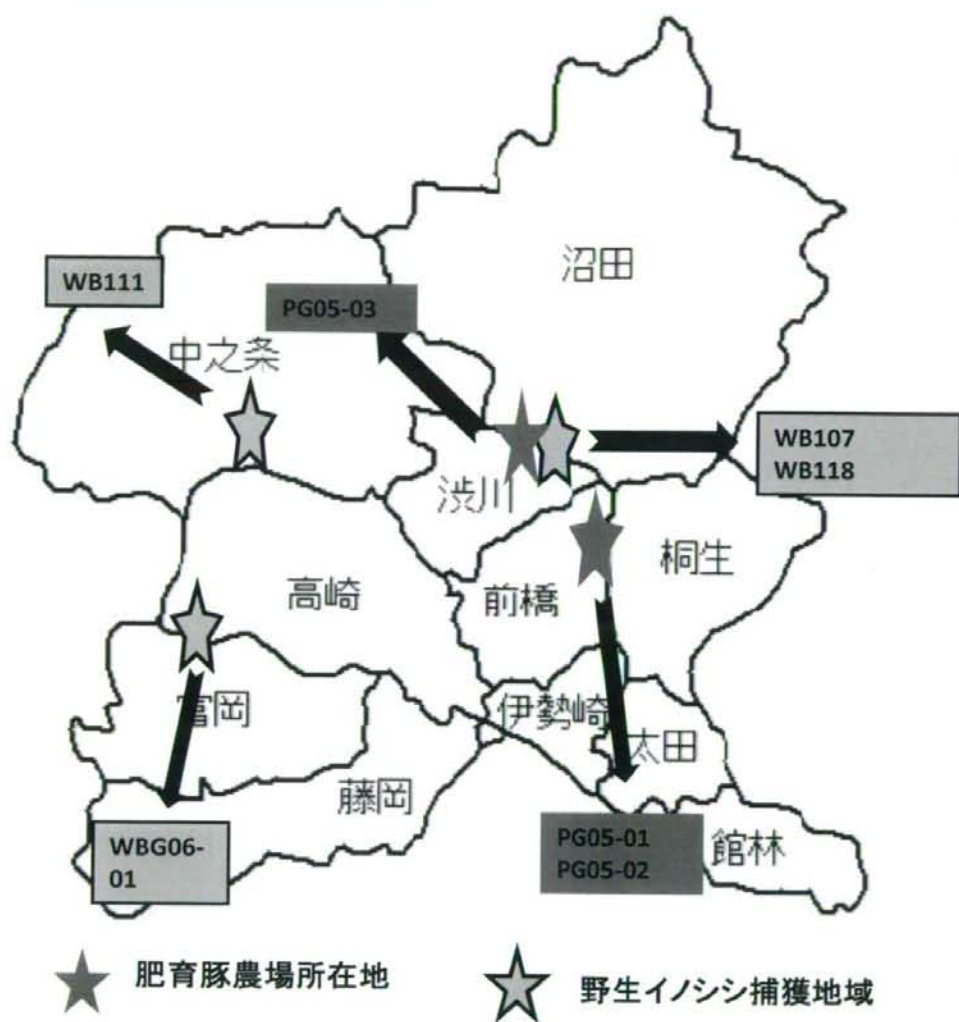 沼田
WB111
PG05-03
中之条
WB107
WB118
渋川
桐生
高崎
前橋
富岡
伊勢崎
太田
藤岡
WBG06-
01
PG05-01
PG05-02
館林
肥育豚農場所在地
野生イノシシ捕獲地域